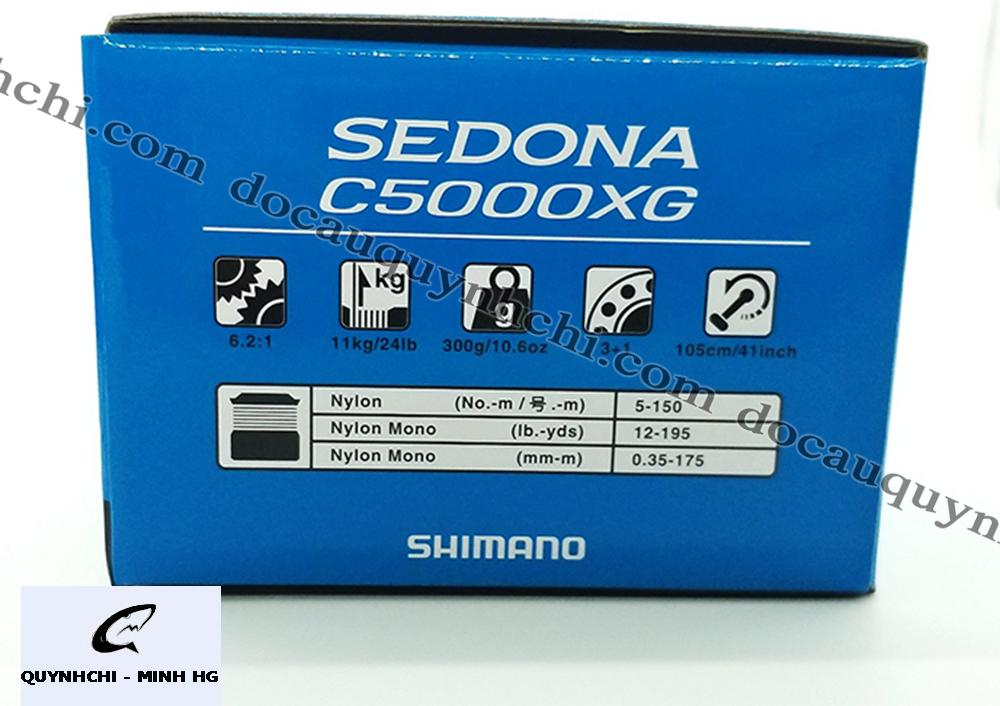 SEDONA
C5000XG
kg
g
6.2:1
11kg/24lb
300g/10.6oz
3+1
105cm/41inch
Nylon (No.-m / 号.-m) 5-150
Nylon Mono (lb.-yds) 12-195
Nylon Mono (mm-m) 0.35-175
SHIMANO
hchi.com docauquynhchi.com docauquynh
QUYNHCHI - MINH HG